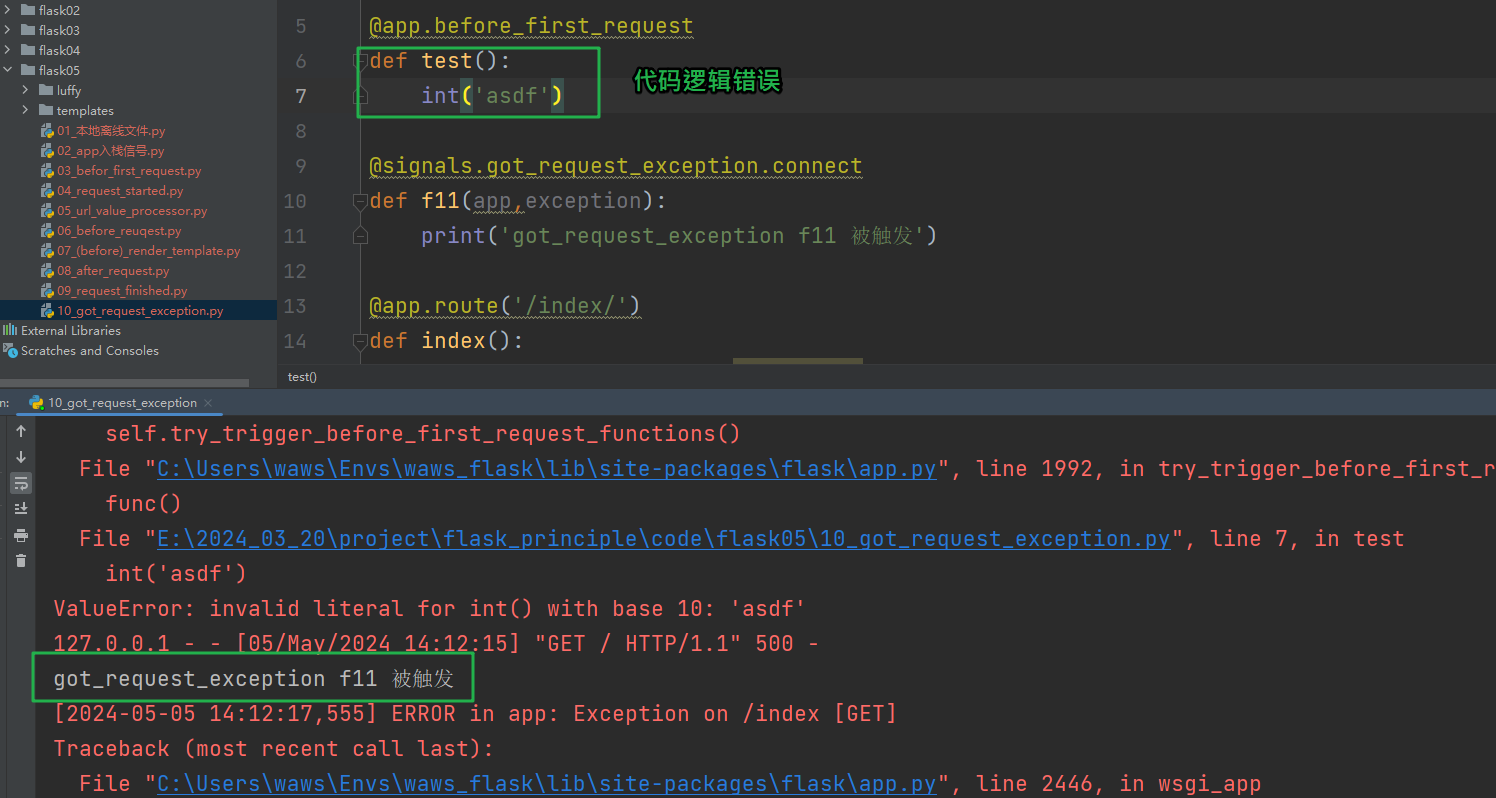 flask02
flask03
flask04
flask05
luffy
templates
01_本地离线文件.py
02_app入栈信号.py
03_befor_first_request.py
04_request_started.py
05_url_value_processor.py
06_before_reuqest.py
07_(before)_render_template.py
08_after_request.py
09_request_finished.py
10_got_request_exception.py
External Libraries
Scratches and Consoles
5 @app.before_first_request
6 def test():
7 int('asdf')
代码逻辑错误
8
9 @signals.got_request_exception.connect
10 def f11(app,exception):
11 print('got_request_exception f11 被触发')
12
13 @app.route('/index/')
14 def index():
test()
n: 10_got_request_exception
self.try_trigger_before_first_request_functions()
File "C:\Users\waws\Envs\waws_flask\lib\site-packages\flask\app.py", line 1992, in try_trigger_before_first_r
func()
File "E:\2024_03_20\project\flask_principle\code\flask05\10_got_request_exception.py", line 7, in test
int('asdf')
ValueError: invalid literal for int() with base 10: 'asdf'
127.0.0.1 - - [05/May/2024 14:12:15] "GET / HTTP/1.1" 500 -
got_request_exception f11 被触发
[2024-05-05 14:12:17,555] ERROR in app: Exception on /index [GET]
Traceback (most recent call last):
File "C:\Users\waws\Envs\waws_flask\lib\site-packages\flask\app.py", line 2446, in wsgi_app